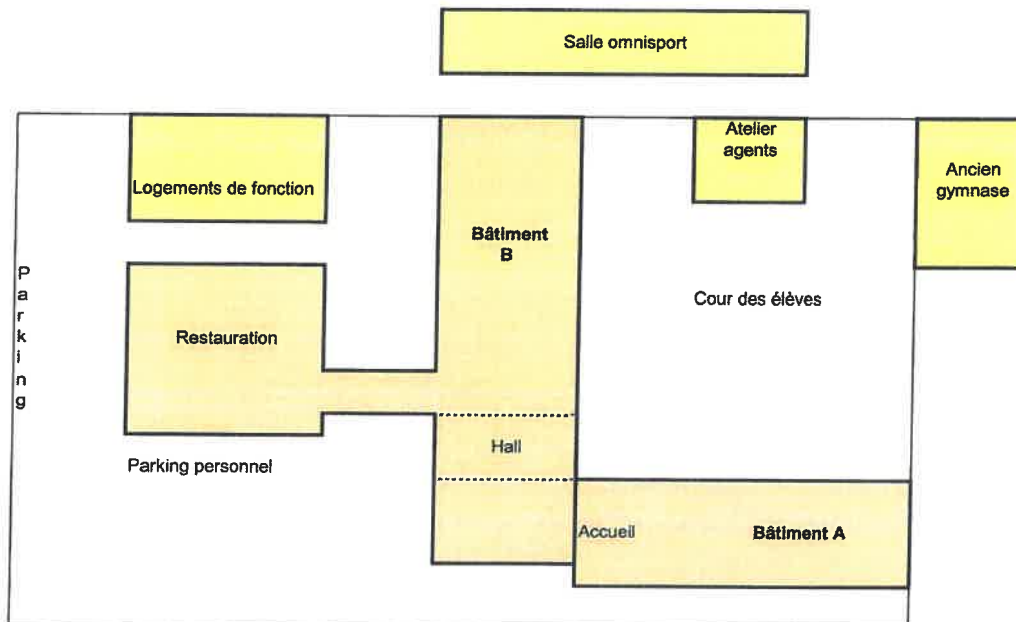 Salle omnisport
Logements de fonction
Atelier
agents
Ancien
gymnase
Bâtiment
B
Parking
Restauration
Cour des élèves
Hall
Parking personnel
Accueil
Bâtiment A